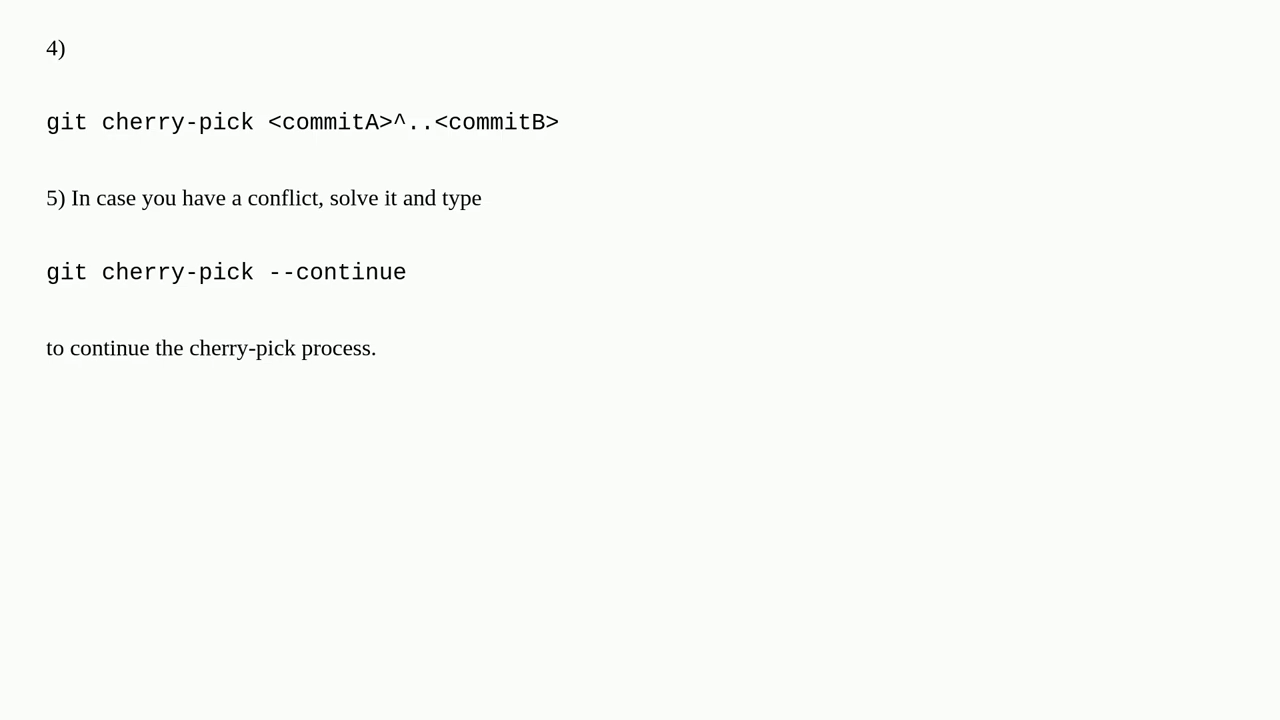 4)
git cherry-pick <commitA>^..<commitB>
5) In case you have a conflict, solve it and type
git cherry-pick --continue
to continue the cherry-pick process.